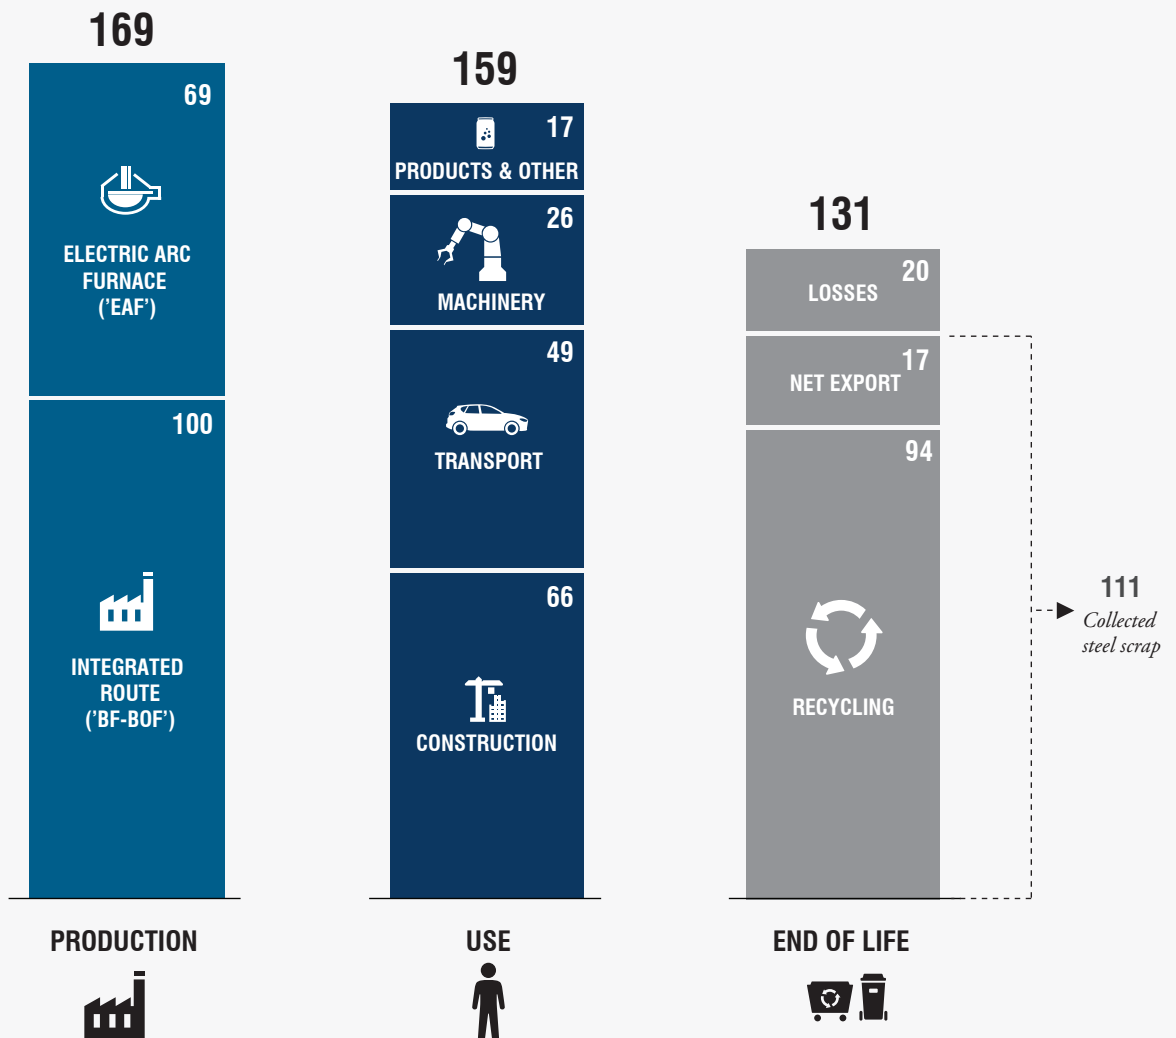 169
69
ELECTRIC ARC
FURNACE
('EAF')
100
INTEGRATED
ROUTE
('BF-BOF')
PRODUCTION
159
17
PRODUCTS & OTHER
26
MACHINERY
49
TRANSPORT
66
CONSTRUCTION
USE
131
20
LOSSES
17
NET EXPORT
94
RECYCLING
END OF LIFE
111
Collected
steel scrap